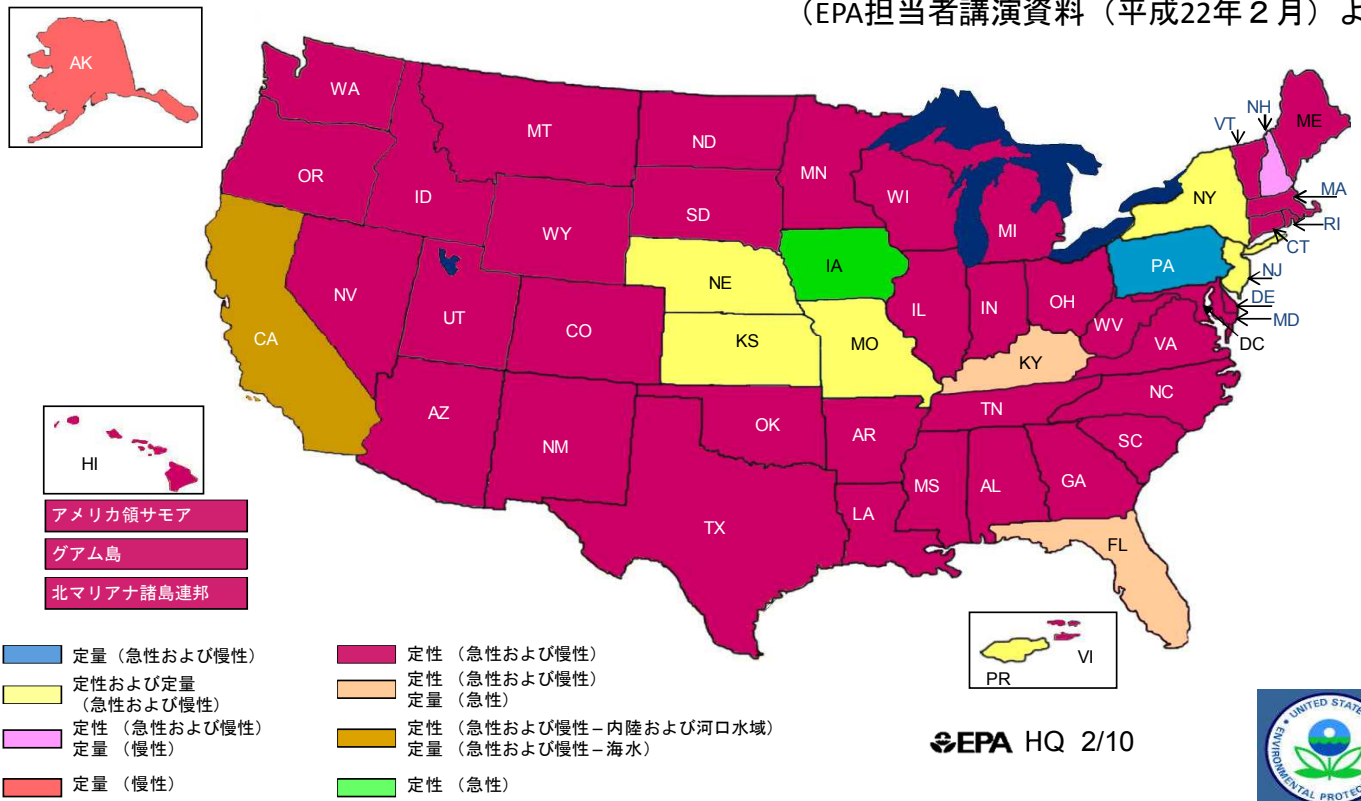 （EPA担当者講演資料（平成22年２月）よ
AK
WA
MT
ND
MN
OR
ID
WY
SD
WI
MI
NY
VT
NH
ME
MA
RI
CT
NJ
DE
MD
DC
PA
IA
NE
NV
UT
CO
KS
MO
IL
IN
OH
WV
VA
KY
CA
AZ
NM
OK
AR
TN
NC
SC
MS
AL
GA
LA
TX
FL
HI
アメリカ領サモア
グアム島
北マリアナ諸島連邦
PR
VI
定量（急性および慢性）
定性および定量
（急性および慢性）
定性 （急性および慢性）
定量 （慢性）
定量 （慢性）
定性 （急性および慢性）
定性 （急性および慢性）
定量 （急性）
定性 （急性および慢性－内陸および河口水域）
定量 （急性および慢性－海水）
定性 （急性）
EPA HQ 2/10
UNITED STATE
ENVIRONMENTAL PROTEC